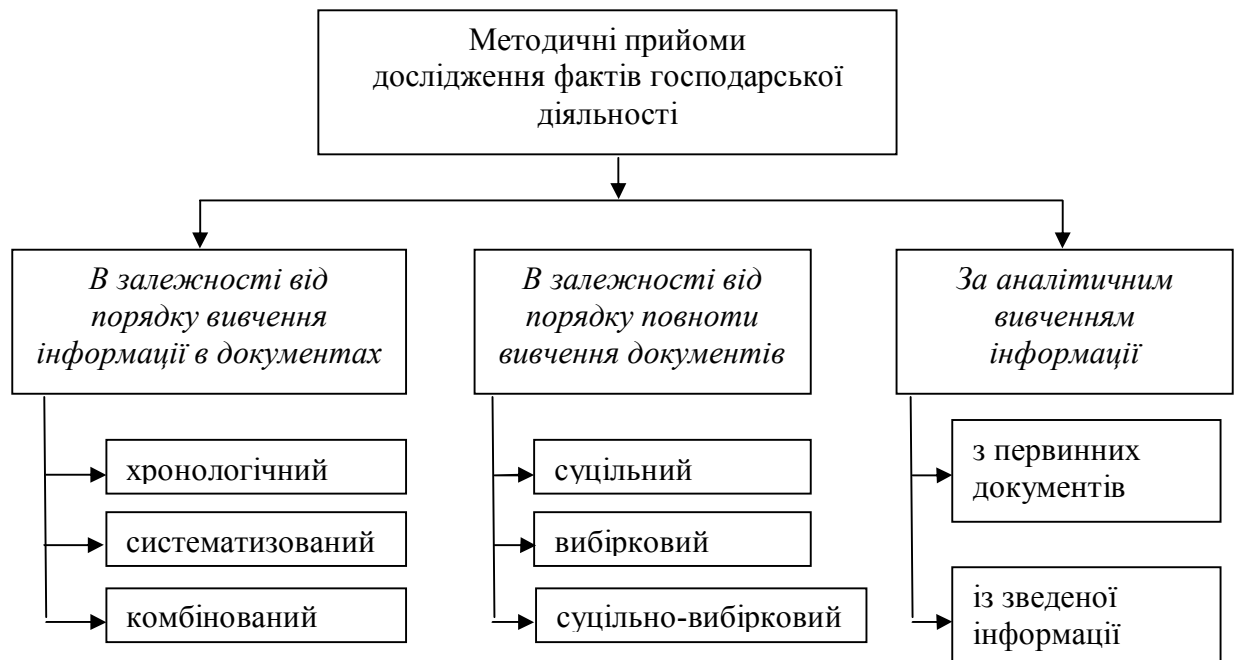 Методичні прийоми
дослідження фактів господарської
діяльності
В залежності від
порядку вивчення
інформації в документах
хронологічний
систематизований
комбінований
В залежності від
порядку повноти
вивчення документів
суцільний
вибірковий
суцільно-вибірковий
За аналітичним
вивченням
інформації
з первинних
документів
із зведеної
інформації